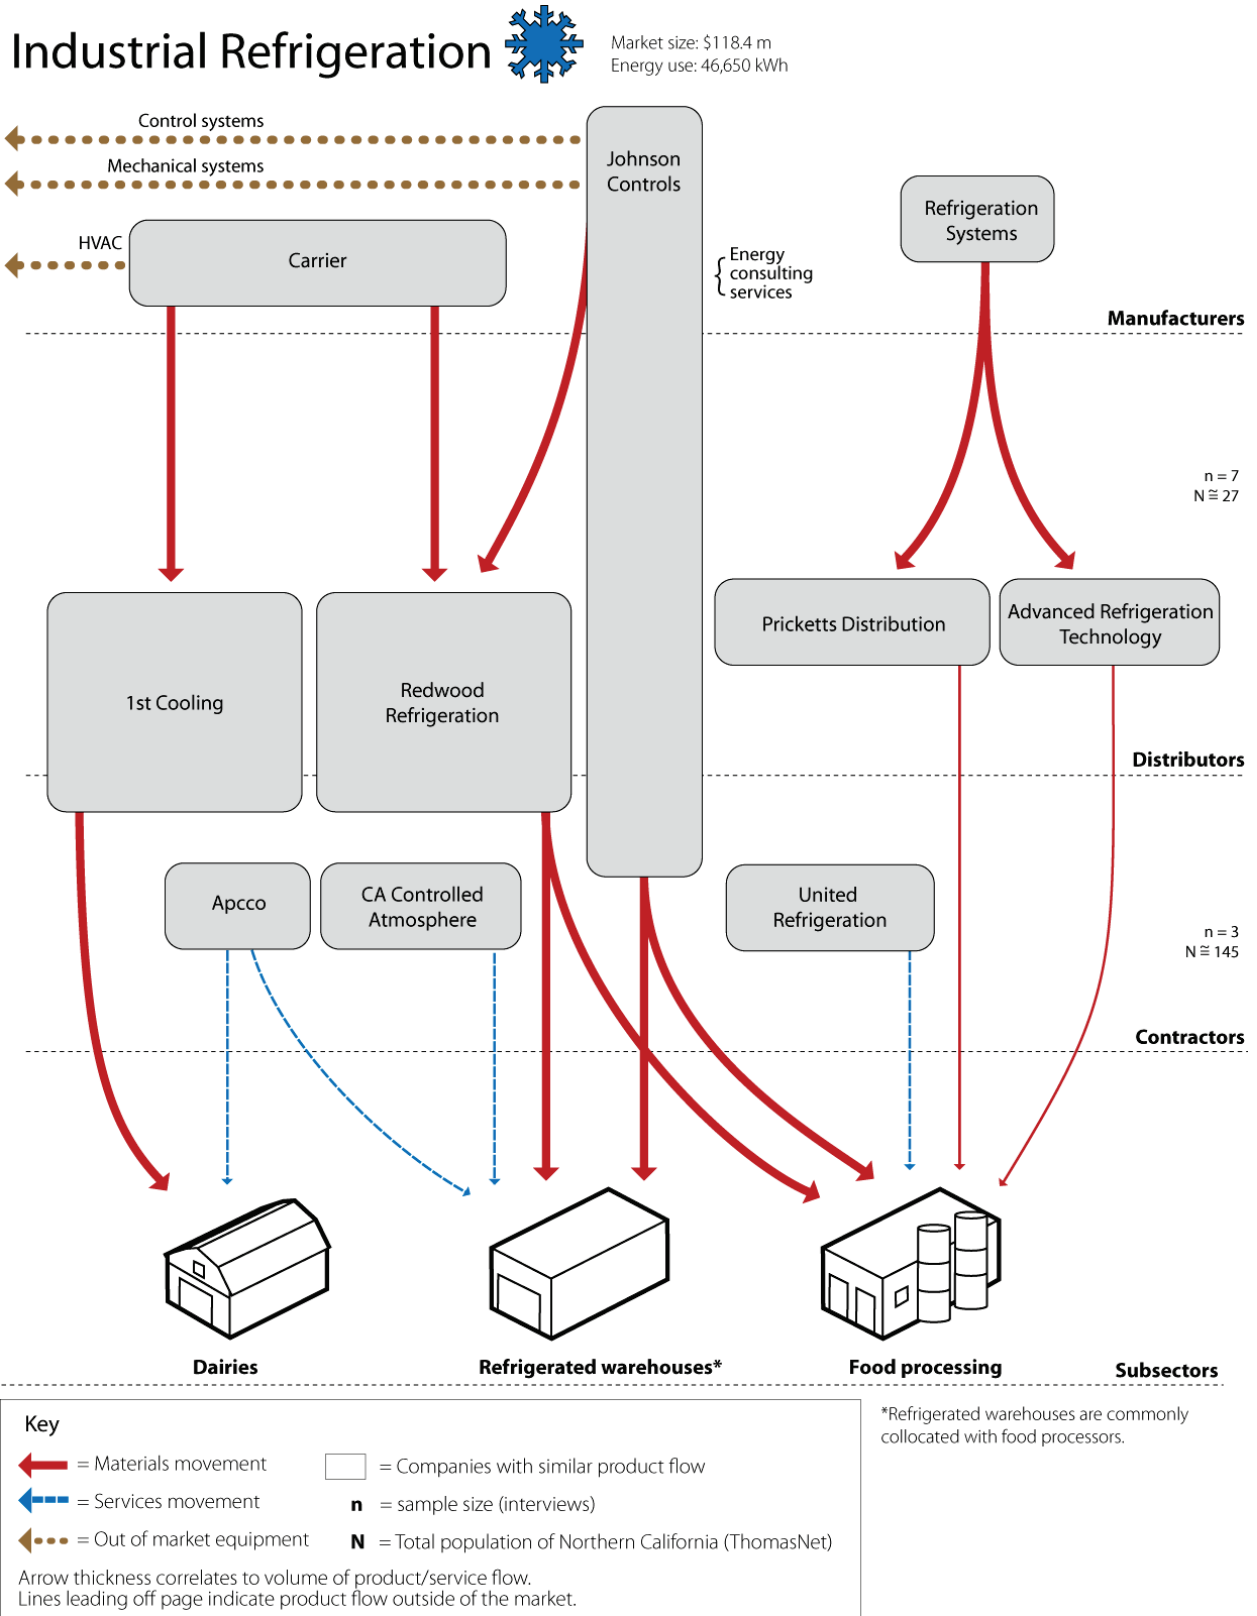 Industrial Refrigeration
Market size: $118.4 m
Energy use: 46,650 kWh
Control systems
Mechanical systems
Johnson
Controls
Refrigeration
Systems
HVAC
Carrier
Energy
consulting
services
Manufacturers
n = 7
N ≅ 27
Pricketts Distribution
Advanced Refrigeration
Technology
1st Cooling
Redwood
Refrigeration
Distributors
Apcco
CA Controlled
Atmosphere
United
Refrigeration
n = 3
N ≅ 145
Contractors
Dairies
Refrigerated warehouses*
Food processing
Subsectors
*Refrigerated warehouses are commonly
collocated with food processors.
Key
= Materials movement
= Services movement
= Out of market equipment
= Companies with similar product flow
n = sample size (interviews)
N = Total population of Northern California (ThomasNet)
Arrow thickness correlates to volume of product/service flow.
Lines leading off page indicate product flow outside of the market.